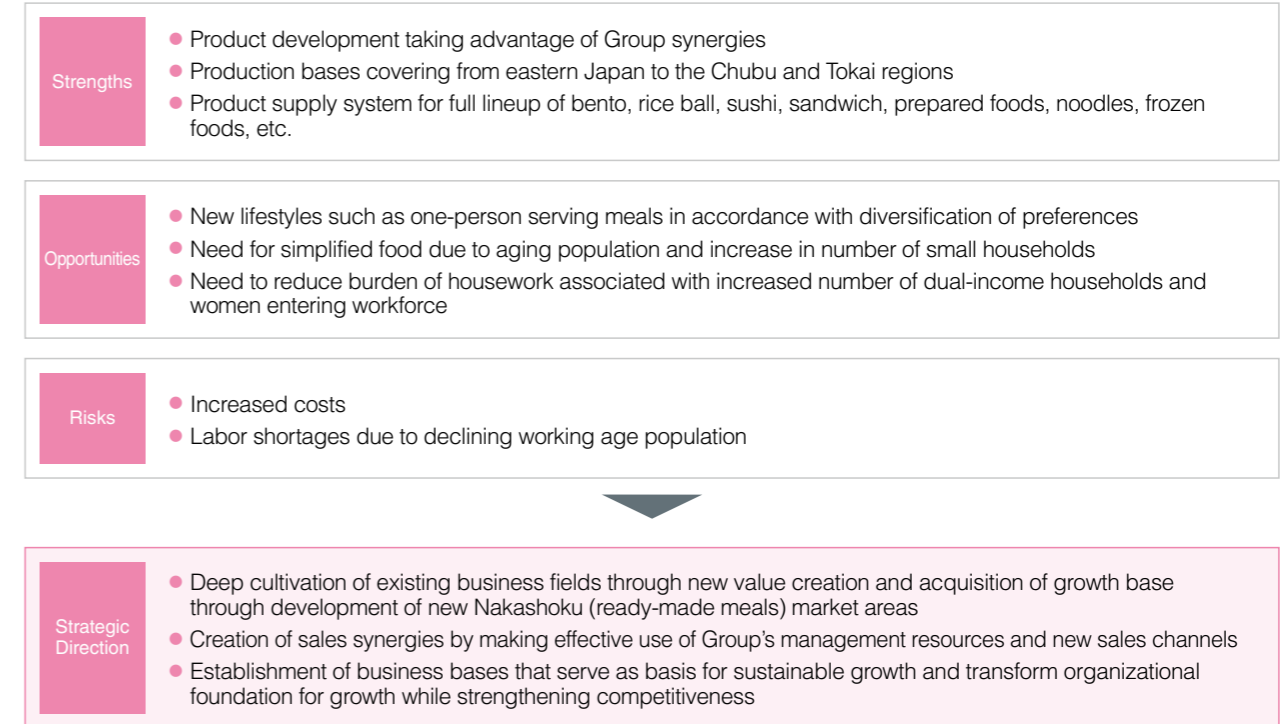 Strengths
Product development taking advantage of Group synergies
Production bases covering from eastern Japan to the Chubu and Tokai regions
Product supply system for full lineup of bento, rice ball, sushi, sandwich, prepared foods, noodles, frozen
foods, etc.
Opportunities
New lifestyles such as one-person serving meals in accordance with diversification of preferences
Need for simplified food due to aging population and increase in number of small households
Need to reduce burden of housework associated with increased number of dual-income households and
women entering workforce
Risks
Increased costs
Labor shortages due to declining working age population
Strategic
Direction
Deep cultivation of existing business fields through new value creation and acquisition of growth base
through development of new Nakashoku (ready-made meals) market areas
Creation of sales synergies by making effective use of Group's management resources and new sales channels
Establishment of business bases that serve as basis for sustainable growth and transform organizational
foundation for growth while strengthening competitiveness